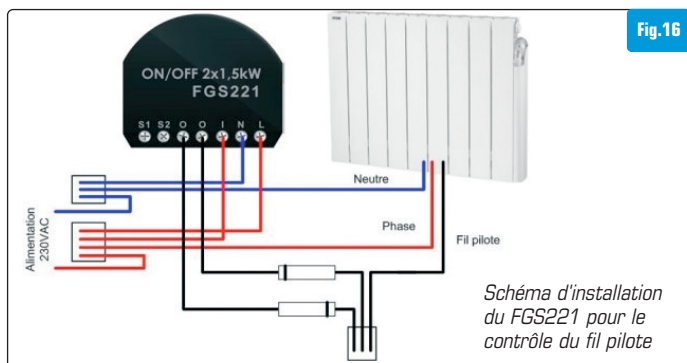 Fig.16
ON/OFF 2x1,5kW
FGS221
S1 S2 O O I N L
Neutre
Phase
Fil pilote
Alimentation
230VAC
Schéma d'installation
du FGS221 pour le
contrôle du fil pilote